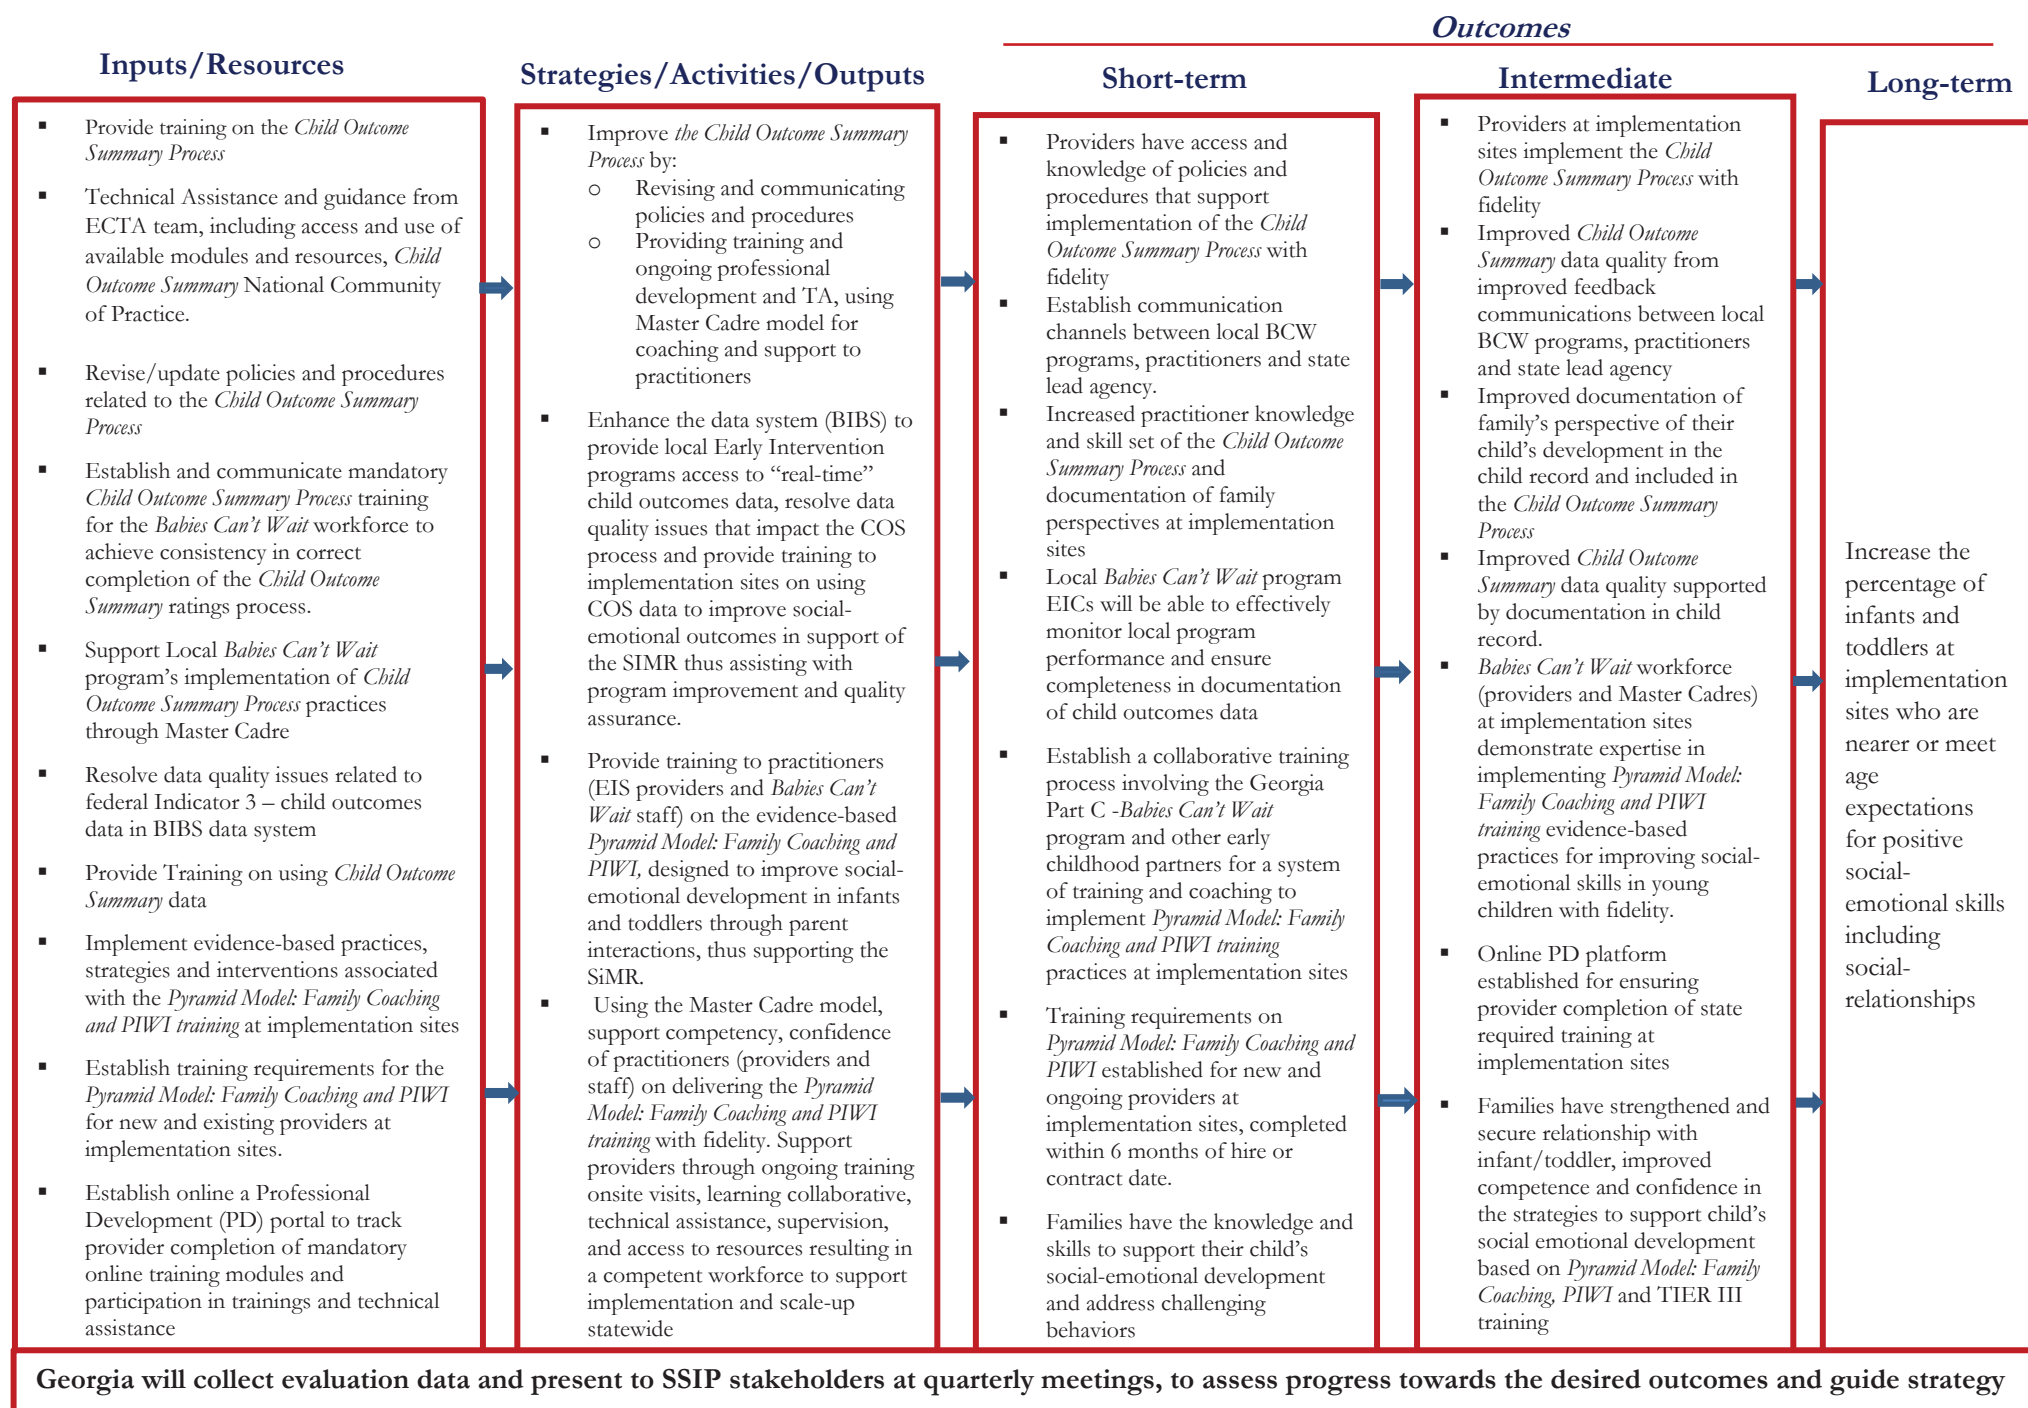 Outcomes
Inputs/Resources
Strategies/Activities/Outputs
Short-term
Intermediate
Long-term
▪ Provide training on the Child Outcome
Summary Process
▪ Technical Assistance and guidance from
ECTA team, including access and use of
available modules and resources, Child
Outcome Summary National Community
of Practice.
▪ Revise/update policies and procedures
related to the Child Outcome Summary
Process
▪ Establish and communicate mandatory
Child Outcome Summary Process training
for the Babies Can't Wait workforce to
achieve consistency in correct
completion of the Child Outcome
Summary ratings process.
▪ Support Local Babies Can't Wait
program's implementation of Child
Outcome Summary Process practices
through Master Cadre
▪ Resolve data quality issues related to
federal Indicator 3 – child outcomes
data in BIBS data system
▪ Provide Training on using Child Outcome
Summary data
▪ Implement evidence-based practices,
strategies and interventions associated
with the Pyramid Model: Family Coaching
and PIWI training at implementation sites
▪ Establish training requirements for the
Pyramid Model: Family Coaching and PIWI
for new and existing providers at
implementation sites.
▪ Establish online a Professional
Development (PD) portal to track
provider completion of mandatory
online training modules and
participation in trainings and technical
assistance
▪ Improve the Child Outcome Summary
Process by:
o Revising and communicating
policies and procedures
o Providing training and
ongoing professional
development and TA, using
Master Cadre model for
coaching and support to
practitioners
▪ Enhance the data system (BIBS) to
provide local Early Intervention
programs access to “real-time”
child outcomes data, resolve data
quality issues that impact the COS
process and provide training to
implementation sites on using
COS data to improve social-
emotional outcomes in support of
the SIMR thus assisting with
program improvement and quality
assurance.
▪ Provide training to practitioners
(EIS providers and Babies Can't
Wait staff) on the evidence-based
Pyramid Model: Family Coaching and
PIWI, designed to improve social-
emotional development in infants
and toddlers through parent
interactions, thus supporting the
SiMR.
▪ Using the Master Cadre model,
support competency, confidence
of practitioners (providers and
staff) on delivering the Pyramid
Model: Family Coaching and PIWI
training with fidelity. Support
providers through ongoing training
onsite visits, learning collaborative,
technical assistance, supervision,
and access to resources resulting in
a competent workforce to support
implementation and scale-up
statewide
▪ Providers have access and
knowledge of policies and
procedures that support
implementation of the Child
Outcome Summary Process with
fidelity
▪ Establish communication
channels between local BCW
programs, practitioners and state
lead agency.
▪ Increased practitioner knowledge
and skill set of the Child Outcome
Summary Process and
documentation of family
perspectives at implementation
sites
▪ Local Babies Can't Wait program
EICs will be able to effectively
monitor local program
performance and ensure
completeness in documentation
of child outcomes data
▪ Establish a collaborative training
process involving the Georgia
Part C -Babies Can't Wait
program and other early
childhood partners for a system
of training and coaching to
implement Pyramid Model: Family
Coaching and PIWI training
practices at implementation sites
▪ Training requirements on
Pyramid Model: Family Coaching and
PIWI established for new and
ongoing providers at
implementation sites, completed
within 6 months of hire or
contract date.
▪ Families have the knowledge and
skills to support their child's
social-emotional development
and address challenging
behaviors
▪ Providers at implementation
sites implement the Child
Outcome Summary Process with
fidelity
▪ Improved Child Outcome
Summary data quality from
improved feedback
communications between local
BCW programs, practitioners
and state lead agency
▪ Improved documentation of
family's perspective of their
child's development in the
child record and included in
the Child Outcome Summary
Process
▪ Improved Child Outcome
Summary data quality supported
by documentation in child
record.
▪ Babies Can't Wait workforce
(providers and Master Cadres)
at implementation sites
demonstrate expertise in
implementing Pyramid Model:
Family Coaching and PIWI
training evidence-based
practices for improving social-
emotional skills in young
children with fidelity.
▪ Online PD platform
established for ensuring
provider completion of state
required training at
implementation sites
▪ Families have strengthened and
secure relationship with
infant/toddler, improved
competence and confidence in
the strategies to support child's
social emotional development
based on Pyramid Model: Family
Coaching, PIWI and TIER III
training
Increase the
percentage of
infants and
toddlers at
implementation
sites who are
nearer or meet
age
expectations
for positive
social-
emotional skills
including
social-
relationships
Georgia will collect evaluation data and present to SSIP stakeholders at quarterly meetings, to assess progress towards the desired outcomes and guide strategy